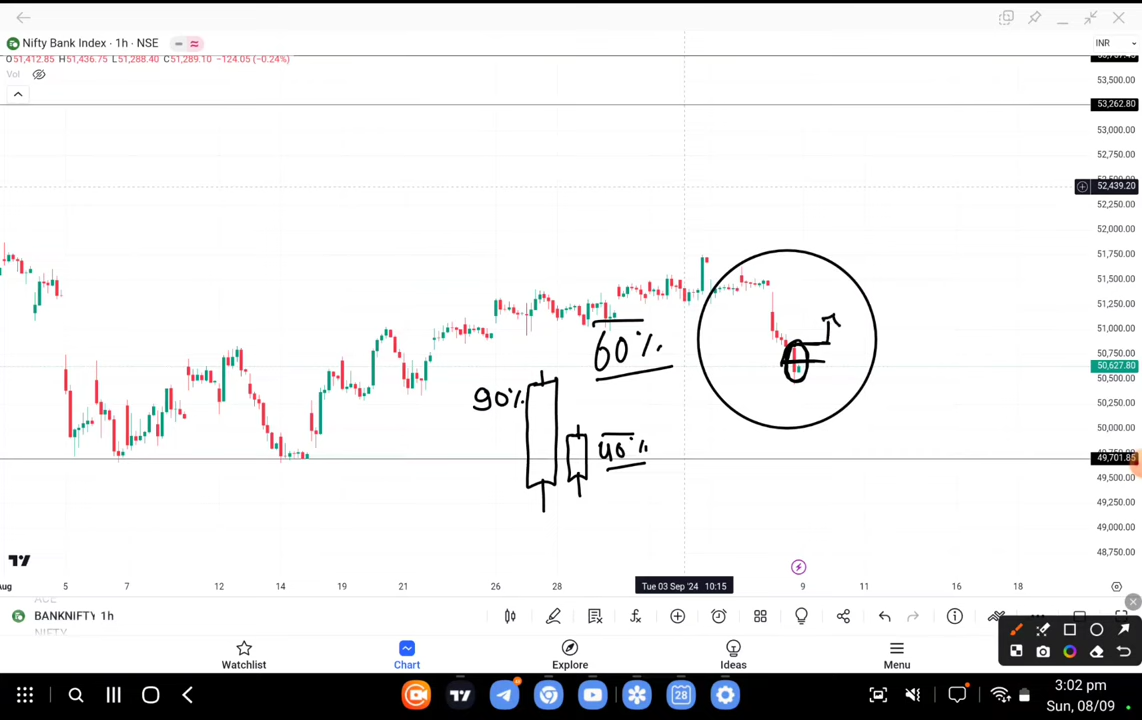 Nifty Bank Index · 1h · NSE
INR
O51,412.85 H51,436.75 L51,288.40 C51,289.10 −124.05 (−0.24%)
Vol
53,500.00
53,262.80
53,000.00
52,750.00
52,439.20
52,250.00
52,000.00
51,750.00
51,500.00
51,250.00
51,000.00
60%
50,750.00
50,627.80
50,500.00
90%
50,250.00
50,000.00
40%
49,701.85
49,500.00
49,250.00
49,000.00
48,750.00
Aug 5 7 12 14 19 21 26 28 Tue 03 Sep '24 10:15 9 11 16 18
BANKNIFTY 1h
NIFTY
Watchlist Chart Explore Ideas Menu
28
3:02 pm
Sun, 08/09